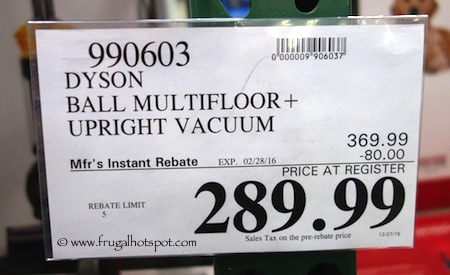 990603
0000009906037
DYSON
BALL MULTIFLOOR+
UPRIGHT VACUUM
369.99
Mfr's Instant Rebate EXP. 02/28/16 -80.00
PRICE AT REGISTER
REBATE LIMIT
5
289.99
© www.frugalhotspot.com
Sales Tax on the pre-rebate price
12/27/16